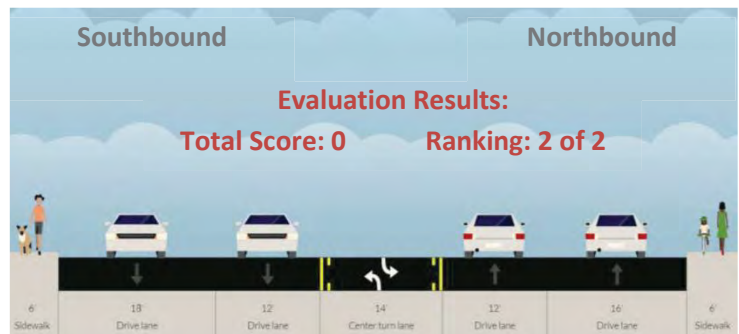 Southbound Northbound
Evaluation Results:
Total Score: 0 Ranking: 2 of 2
6' 18' 12' 14' 12' 16' 6'
Sidewalk Drive lane Drive lane Center turn lane Drive lane Drive lane Sidewalk